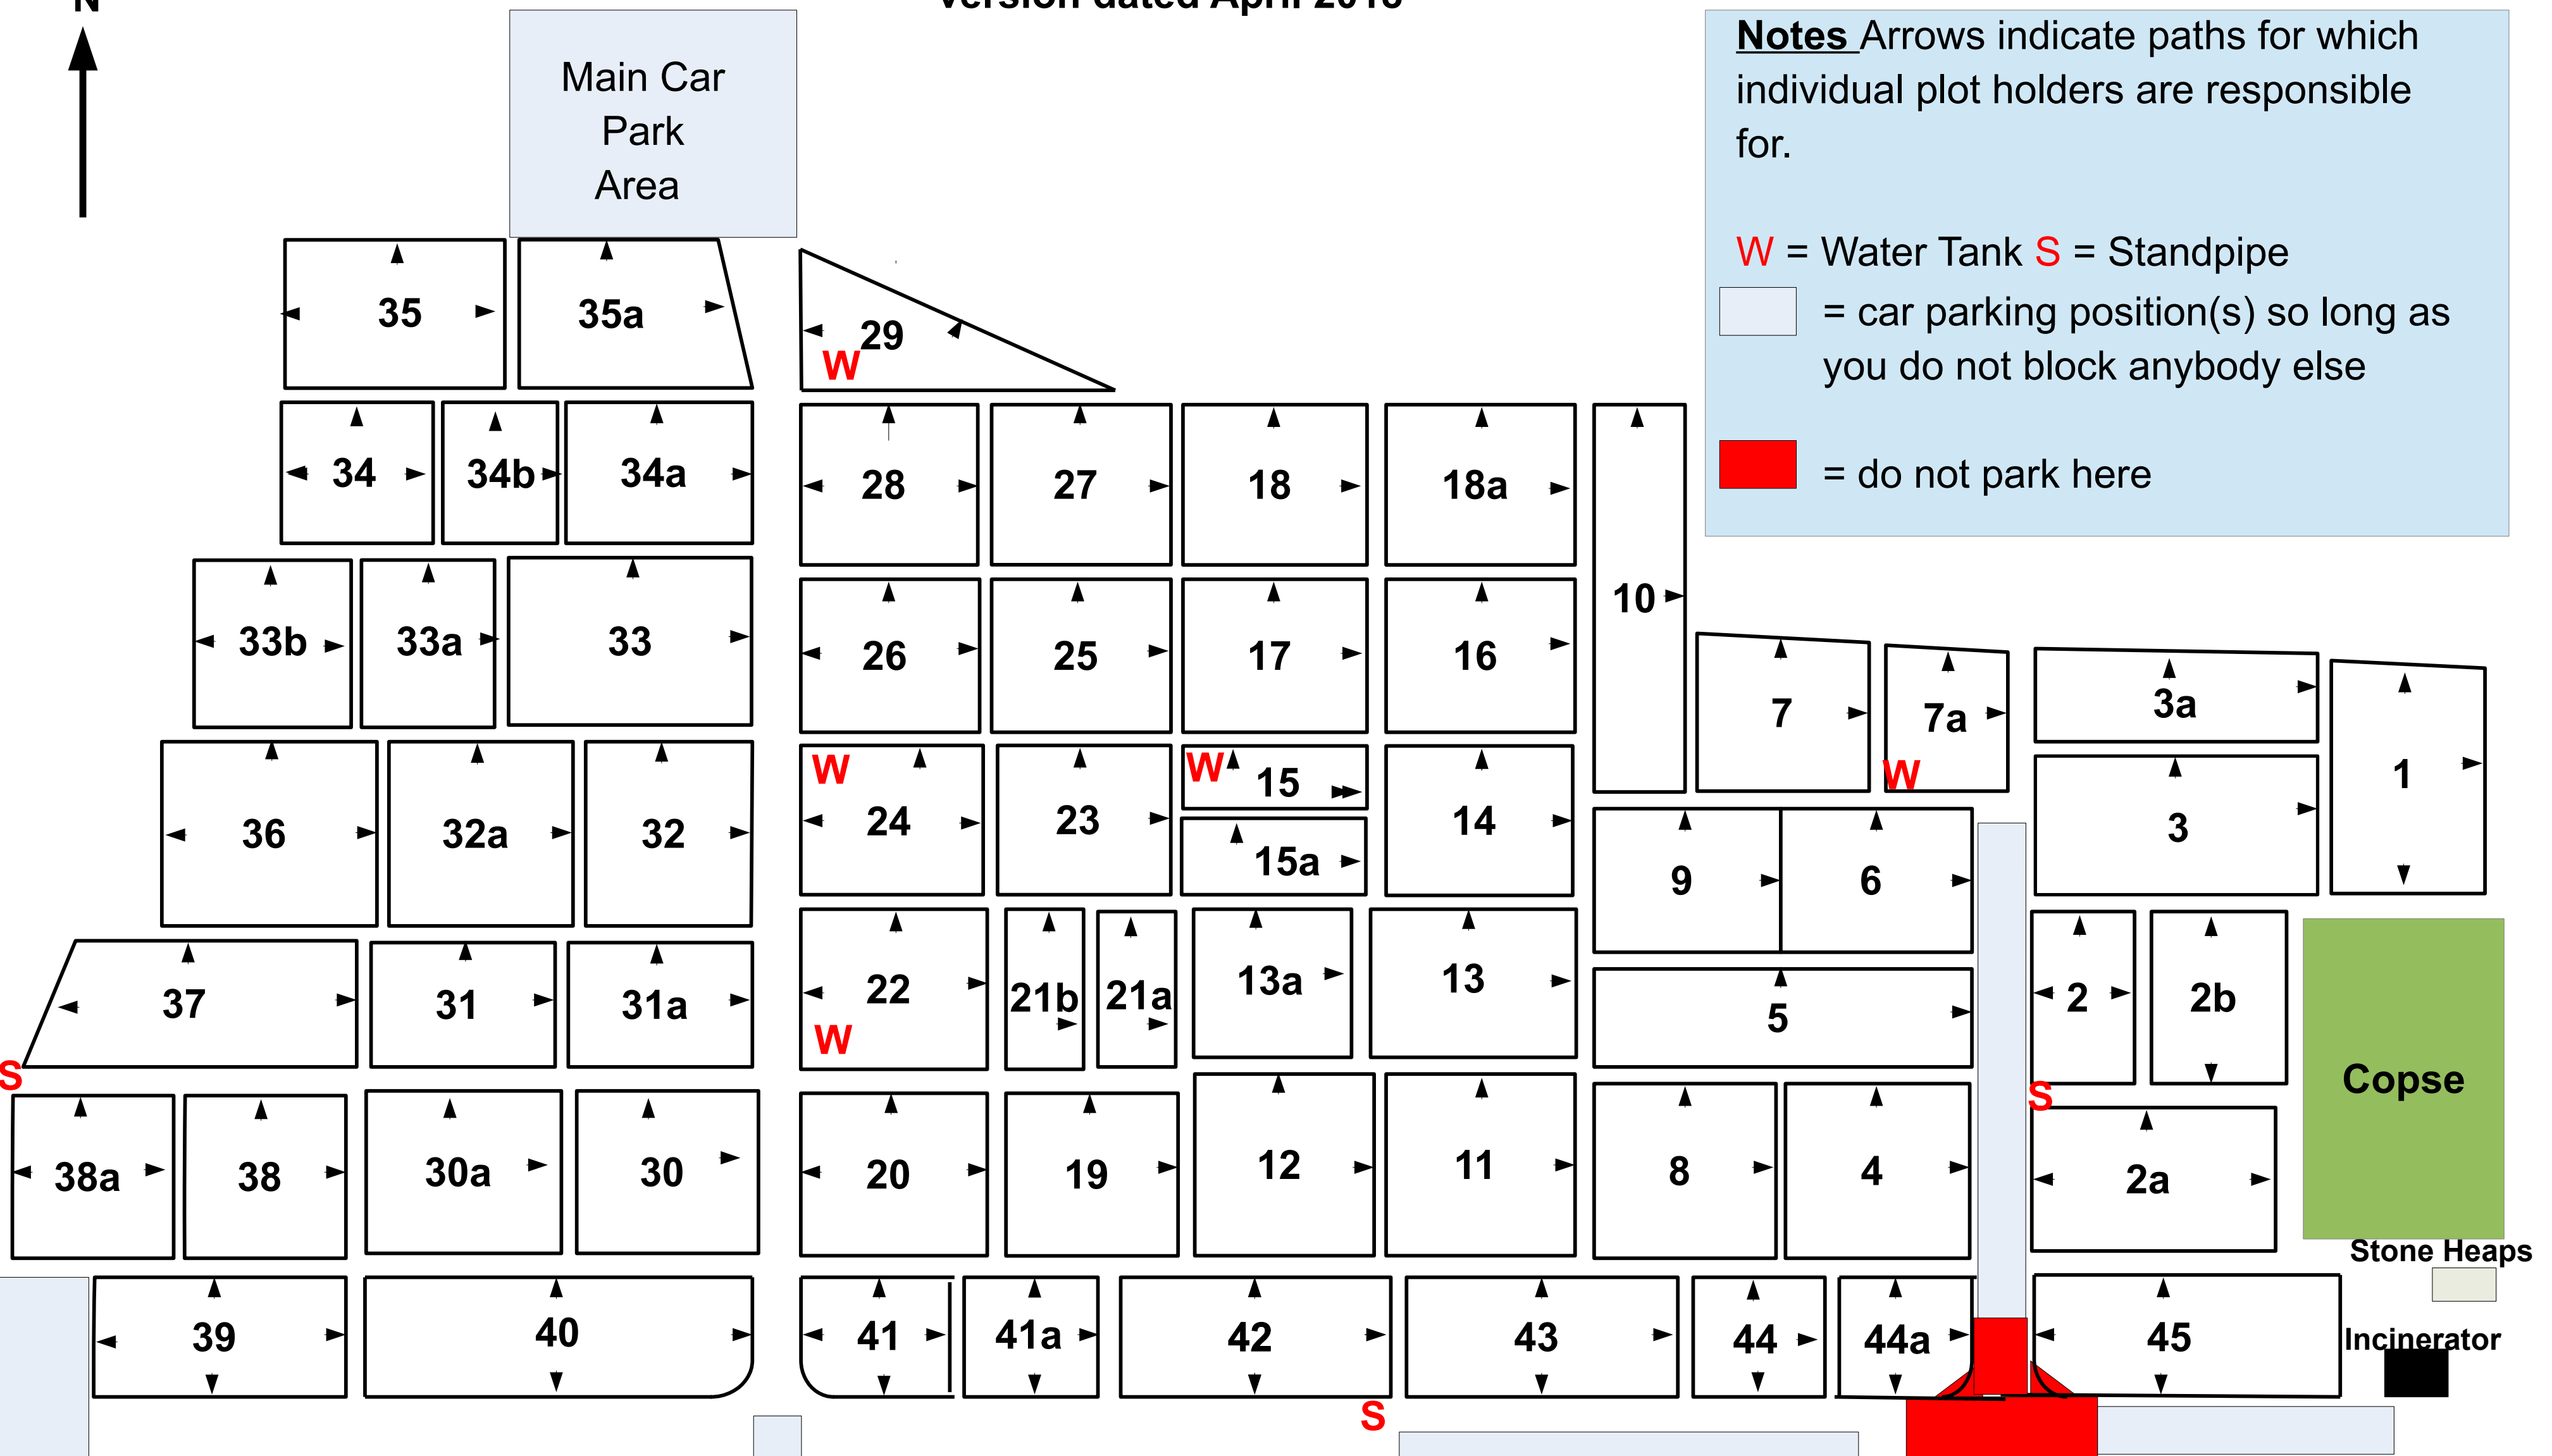 N
Version dated April 2018
Main Car
Park
Area
Notes Arrows indicate paths for which
individual plot holders are responsible
for.
W = Water Tank S = Standpipe
= car parking position(s) so long as
you do not block anybody else
= do not park here
35 35a 29
W
34 34b 34a 28 27 18 18a
10
33b 33a 33 26 25 17 16
7 7a 3a
W
1
W W 15
36 32a 32 24 23 14 3
15a
9 6
37 31 31a 22 21b 21a 13a 13 5 2 2b
W
S
S
Copse
38a 38 30a 30 20 19 12 11 8 4 2a
Stone Heaps
39 40 41 41a 42 43 44 44a 45
Incinerator
S